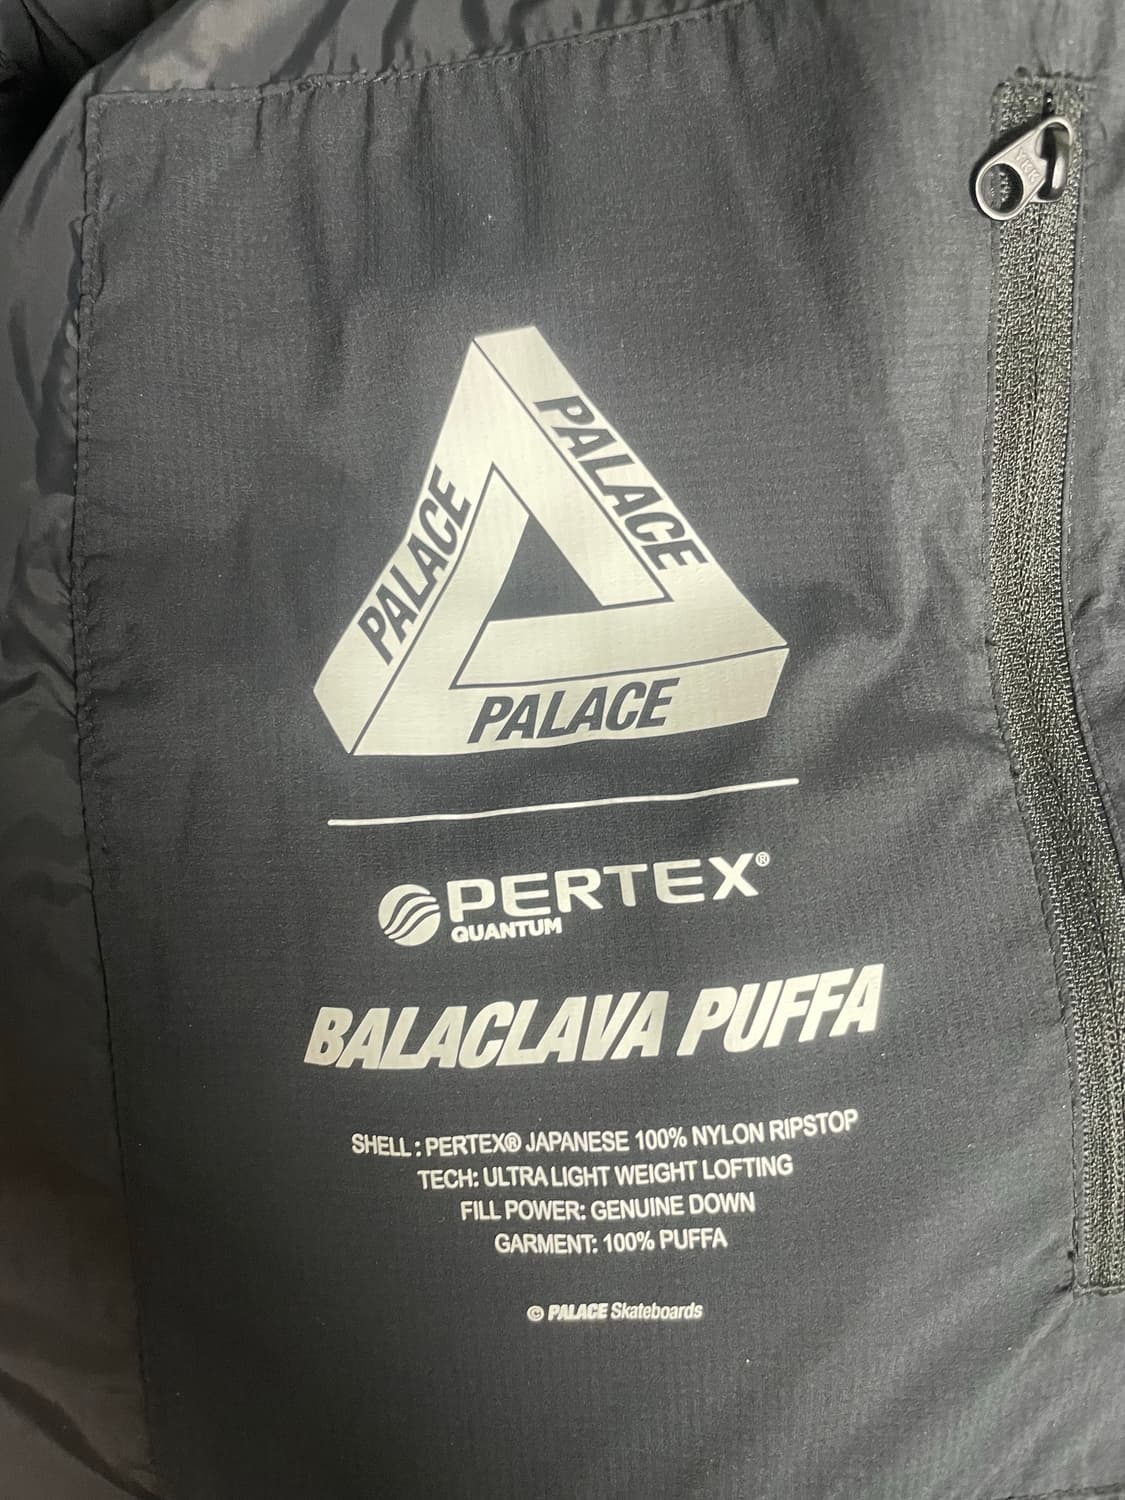 PALACE
PALACE
PALACE
PERTEX®
QUANTUM
BALACLAVA PUFFA
SHELL : PERTEX® JAPANESE 100% NYLON RIPSTOP
TECH: ULTRA LIGHT WEIGHT LOFTING
FILL POWER: GENUINE DOWN
GARMENT: 100% PUFFA
© PALACE Skateboards
YKK